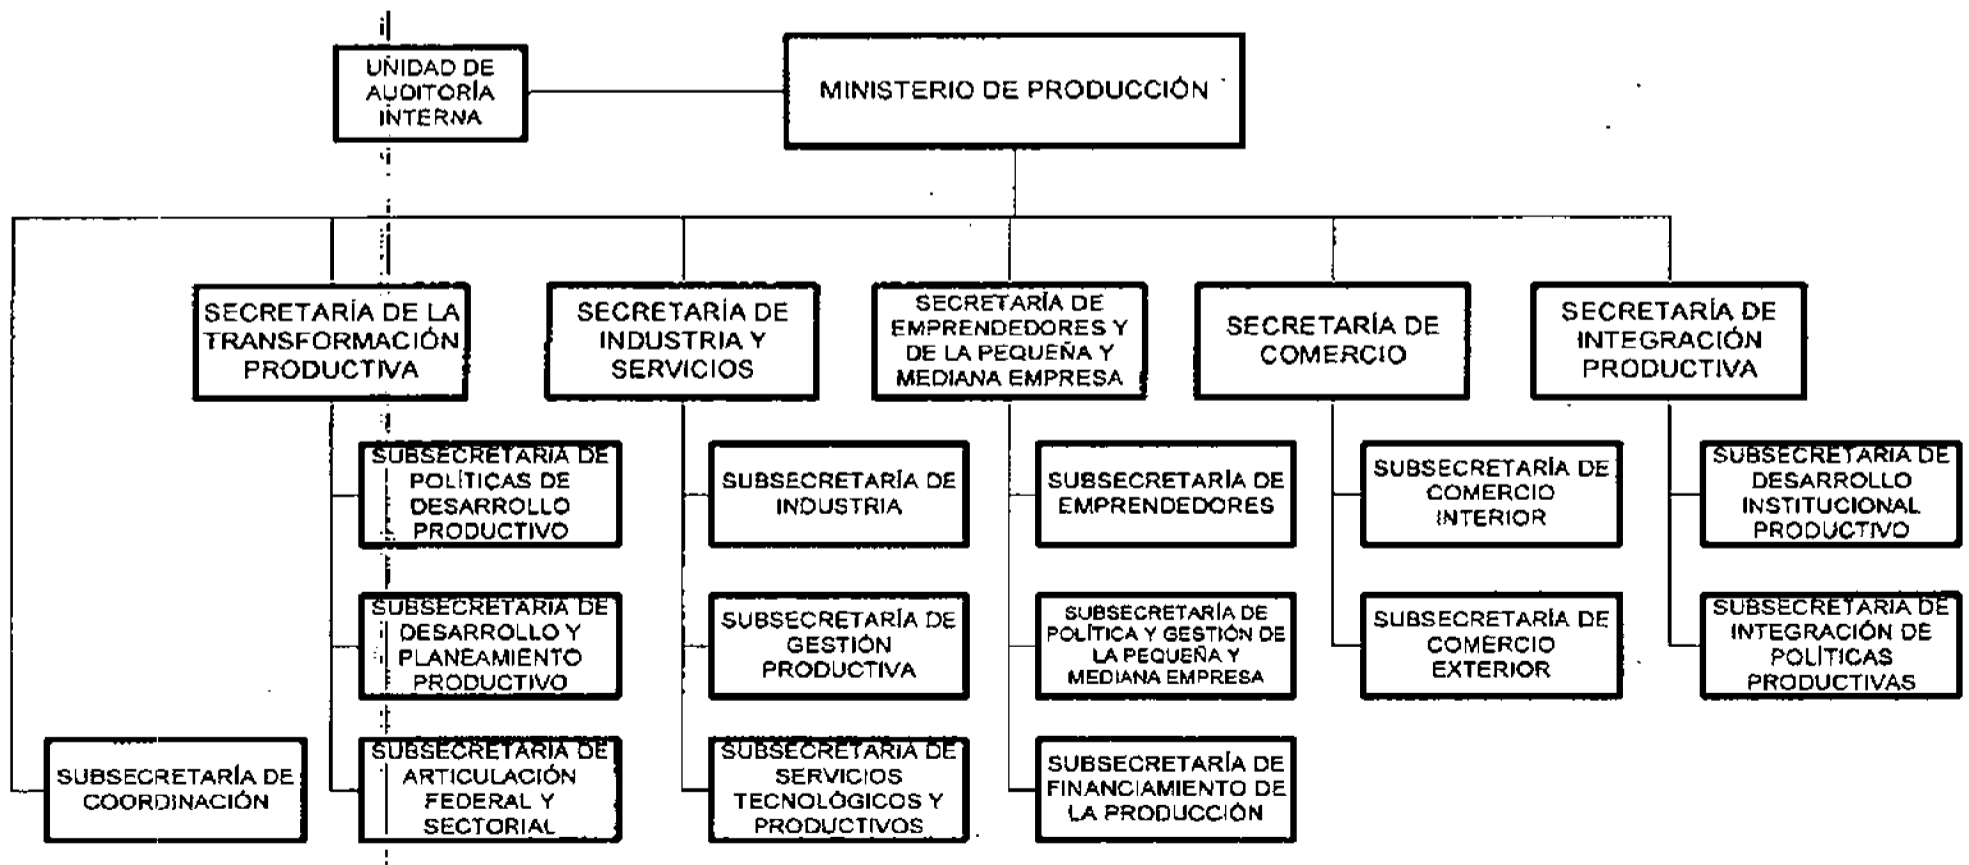 UNIDAD DE
AUDITORÍA
INTERNA
MINISTERIO DE PRODUCCIÓN
SECRETARÍA DE LA
TRANSFORMACIÓN
PRODUCTIVA
SECRETARÍA DE
INDUSTRIA Y
SERVICIOS
SECRETARÍA DE
EMPRENDEDORES Y
DE LA PEQUEÑA Y
MEDIANA EMPRESA
SECRETARÍA DE
COMERCIO
SECRETARÍA DE
INTEGRACIÓN
PRODUCTIVA
SUBSECRETARÍA DE
POLÍTICAS DE
DESARROLLO
PRODUCTIVO
SUBSECRETARÍA DE
INDUSTRIA
SUBSECRETARÍA DE
EMPRENDEDORES
SUBSECRETARÍA DE
COMERCIO
INTERIOR
SUBSECRETARÍA DE
DESARROLLO
INSTITUCIONAL
PRODUCTIVO
SUBSECRETARÍA DE
DESARROLLO Y
PLANEAMIENTO
PRODUCTIVO
SUBSECRETARÍA DE
GESTIÓN
PRODUCTIVA
SUBSECRETARÍA DE
POLÍTICA Y GESTIÓN DE
LA PEQUEÑA Y
MEDIANA EMPRESA
SUBSECRETARÍA DE
COMERCIO
EXTERIOR
SUBSECRETARÍA DE
INTEGRACIÓN DE
POLÍTICAS
PRODUCTIVAS
SUBSECRETARÍA DE
COORDINACIÓN
SUBSECRETARÍA DE
ARTICULACIÓN
FEDERAL Y
SECTORIAL
SUBSECRETARÍA DE
SERVICIOS
TECNOLÓGICOS Y
PRODUCTIVOS
SUBSECRETARÍA DE
FINANCIAMIENTO DE
LA PRODUCCIÓN